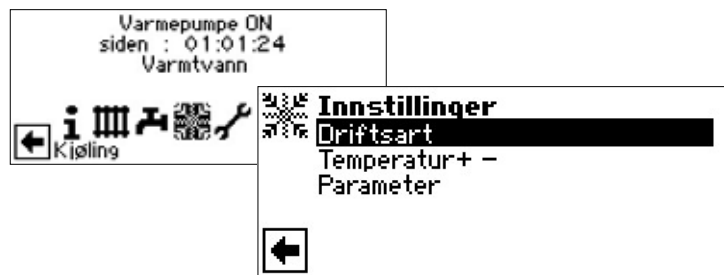 Varmepumpe ON
siden : 01:01:24
Varmtvann
Kjøling
Innstillinger
Driftsart
Temperatur+ −
Parameter